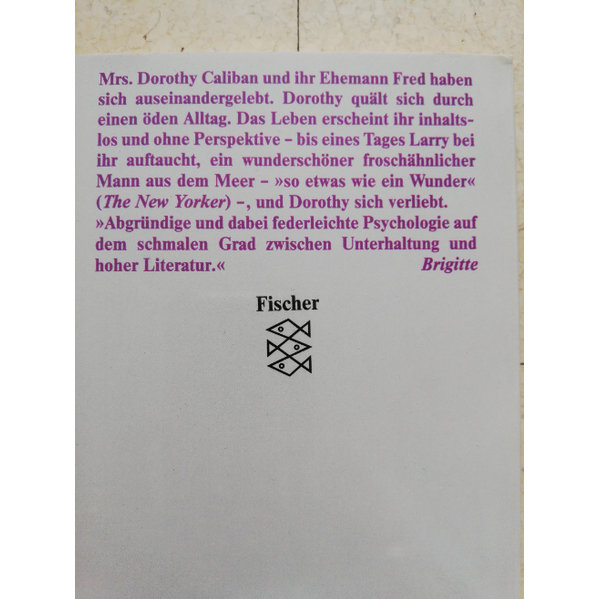 Mrs. Dorothy Caliban und ihr Ehemann Fred haben
sich auseinandergelebt. Dorothy quält sich durch
einen öden Alltag. Das Leben erscheint ihr inhalts-
los und ohne Perspektive – bis eines Tages Larry bei
ihr auftaucht, ein wunderschöner froschähnlicher
Mann aus dem Meer – »so etwas wie ein Wunder«
(The New Yorker) –, und Dorothy sich verliebt.
»Abgründige und dabei federleichte Psychologie auf
dem schmalen Grad zwischen Unterhaltung und
hoher Literatur.« Brigitte
Fischer